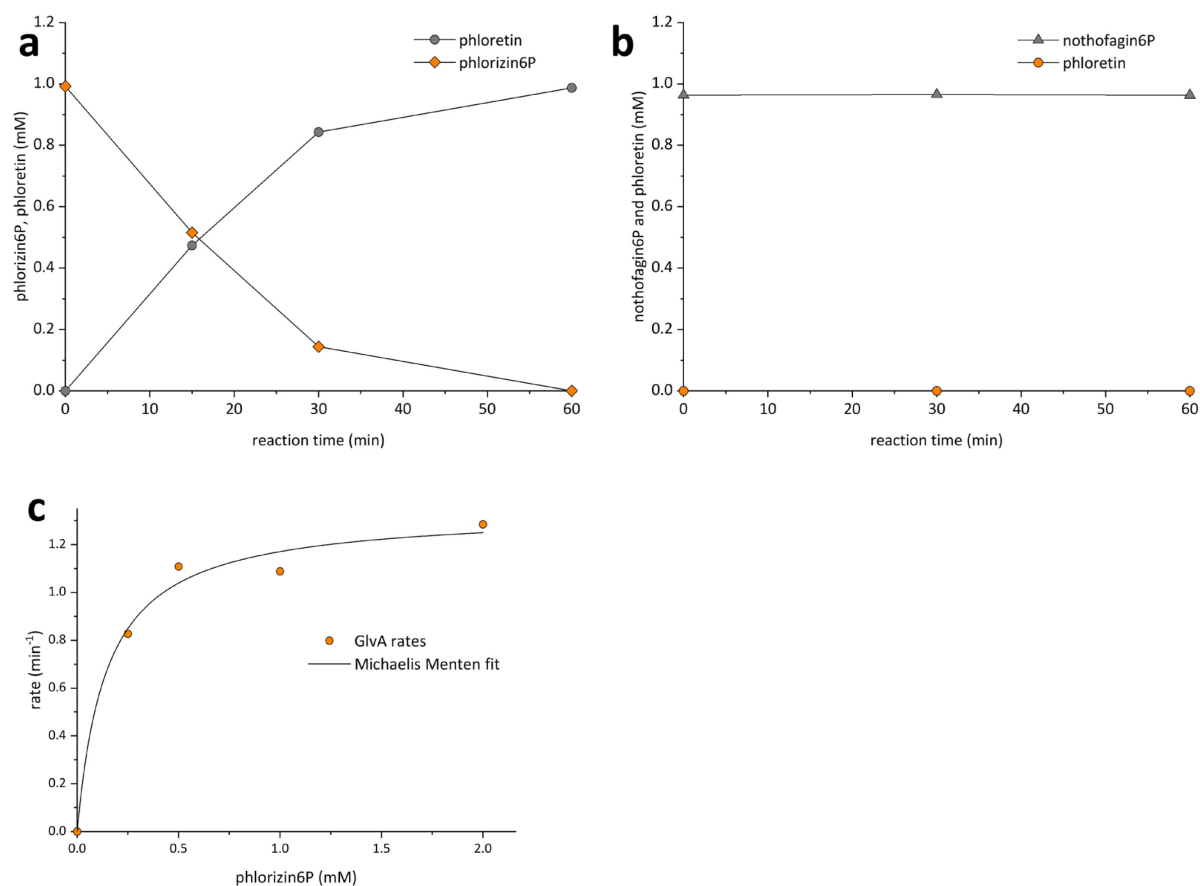 a
phloretin
phlorizin6P
phlorizin6P, phloretin (mM)
1.2
1.0
0.8
0.6
0.4
0.2
0.0
0 10 20 30 40 50 60
reaction time (min)
b
nothofagin6P
phloretin
nothofagin6P and phloretin (mM)
1.2
1.0
0.8
0.6
0.4
0.2
0.0
0 10 20 30 40 50 60
reaction time (min)
c
GlvA rates
Michaelis Menten fit
rate (min⁻¹)
1.2
1.0
0.8
0.6
0.4
0.2
0.0
0.0 0.5 1.0 1.5 2.0
phlorizin6P (mM)